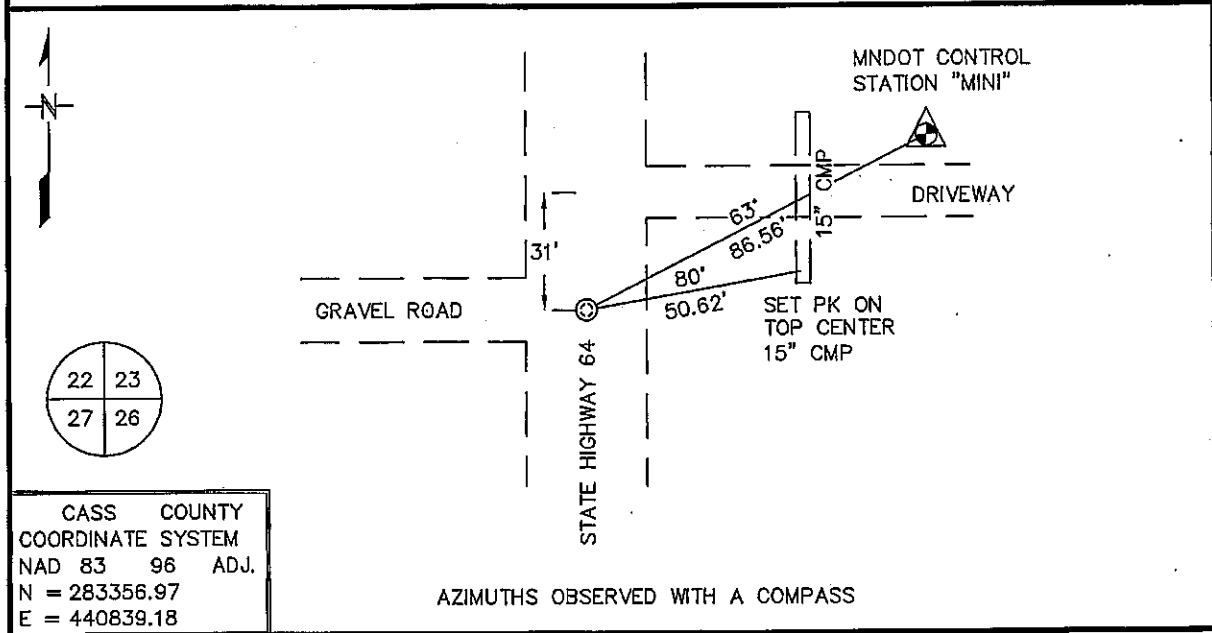 N
MNDOT CONTROL
STATION "MINI"
DRIVEWAY
15" CMP
63°
86.56'
31'
80°
50.62'
GRAVEL ROAD
SET PK ON
TOP CENTER
15" CMP
STATE HIGHWAY 64
22 23
27 26
CASS COUNTY
COORDINATE SYSTEM
NAD 83 96 ADJ.
N = 283356.97
E = 440839.18
AZIMUTHS OBSERVED WITH A COMPASS